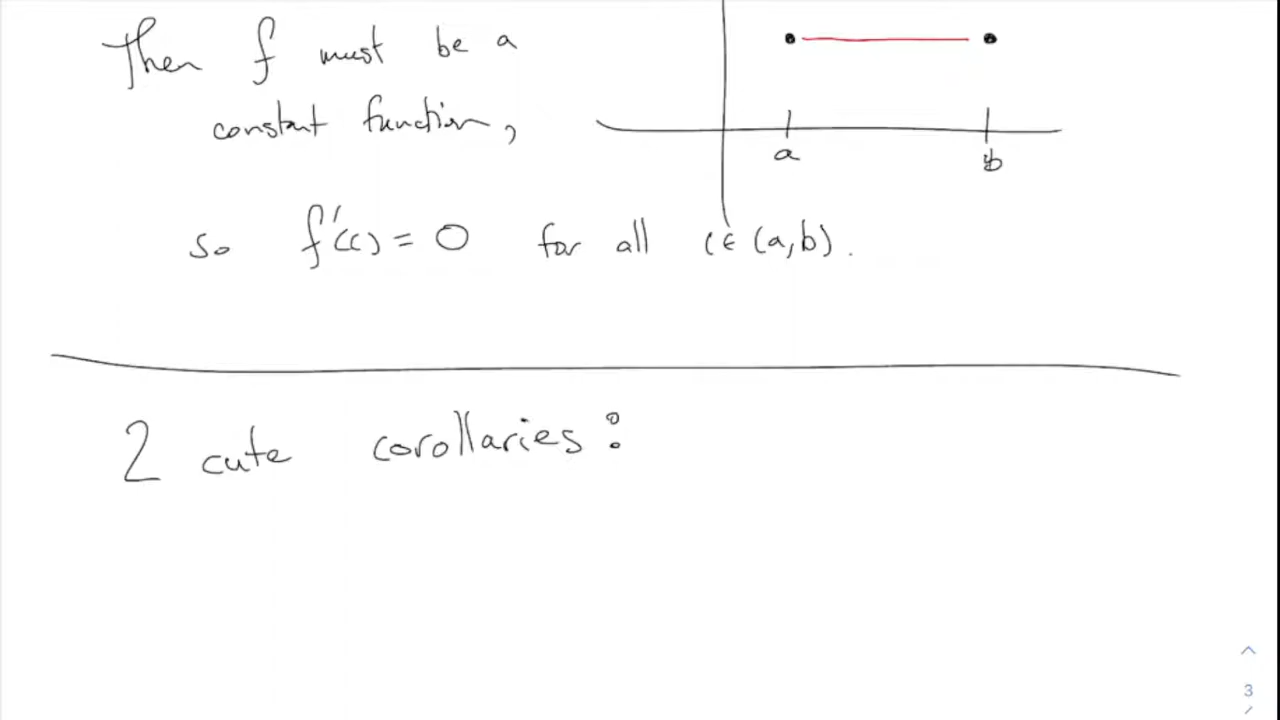 Then f must be a
constant function,
a b
so f'(c) = 0 for all c ∈ (a,b).
2 cute corollaries:
3